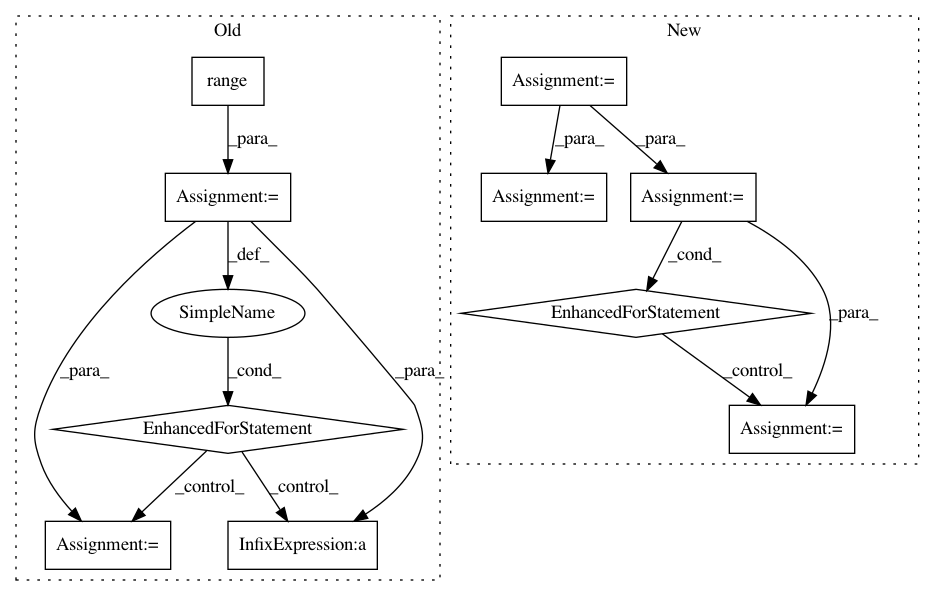 Old
New
range
Assignment:=
_para_
_para_
_para_
Assignment:=
Assignment:=
Assignment:=
_def_
_cond_
SimpleName
EnhancedForStatement
_para_
_para_
_para_
_cond_
_control_
EnhancedForStatement
Assignment:=
_control_
_control_
Assignment:=
InfixExpression:a